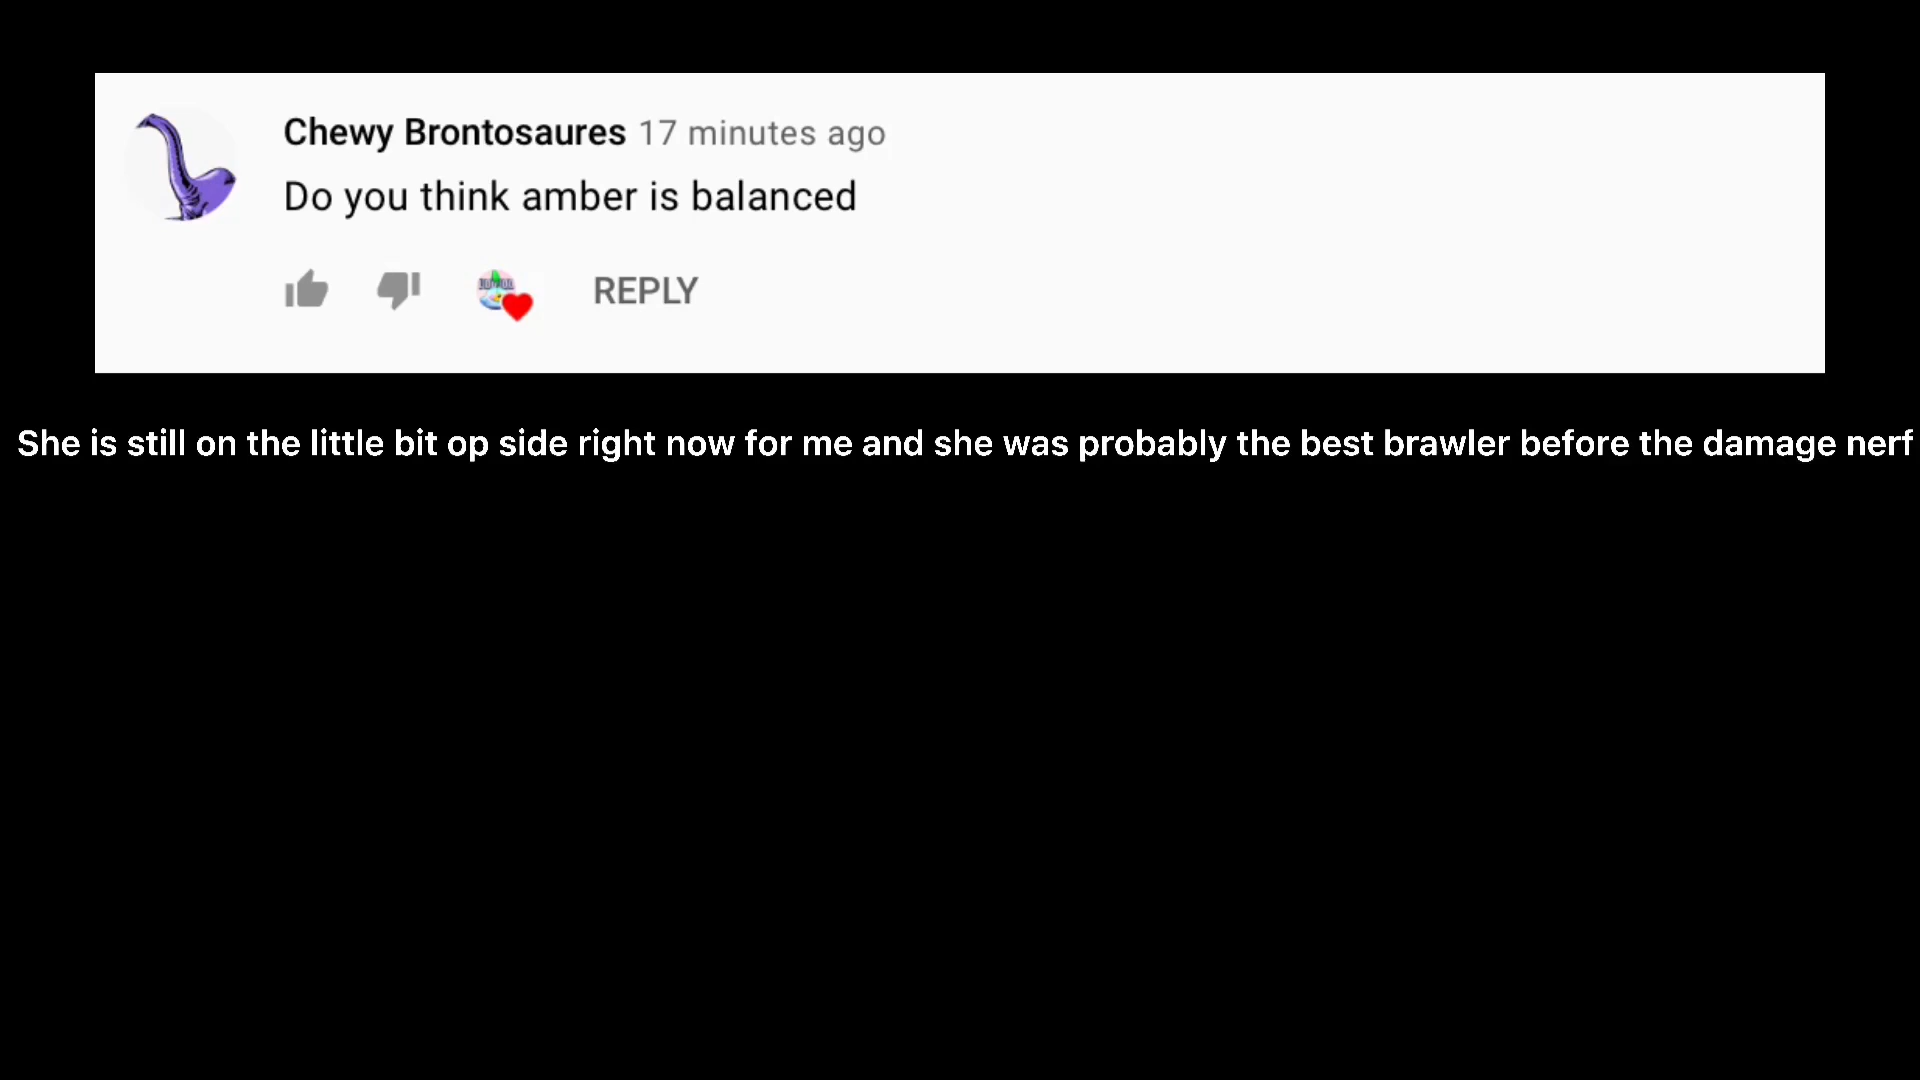 Chewy Brontosaures 17 minutes ago
Do you think amber is balanced
REPLY
She is still on the little bit op side right now for me and she was probably the best brawler before the damage nerf